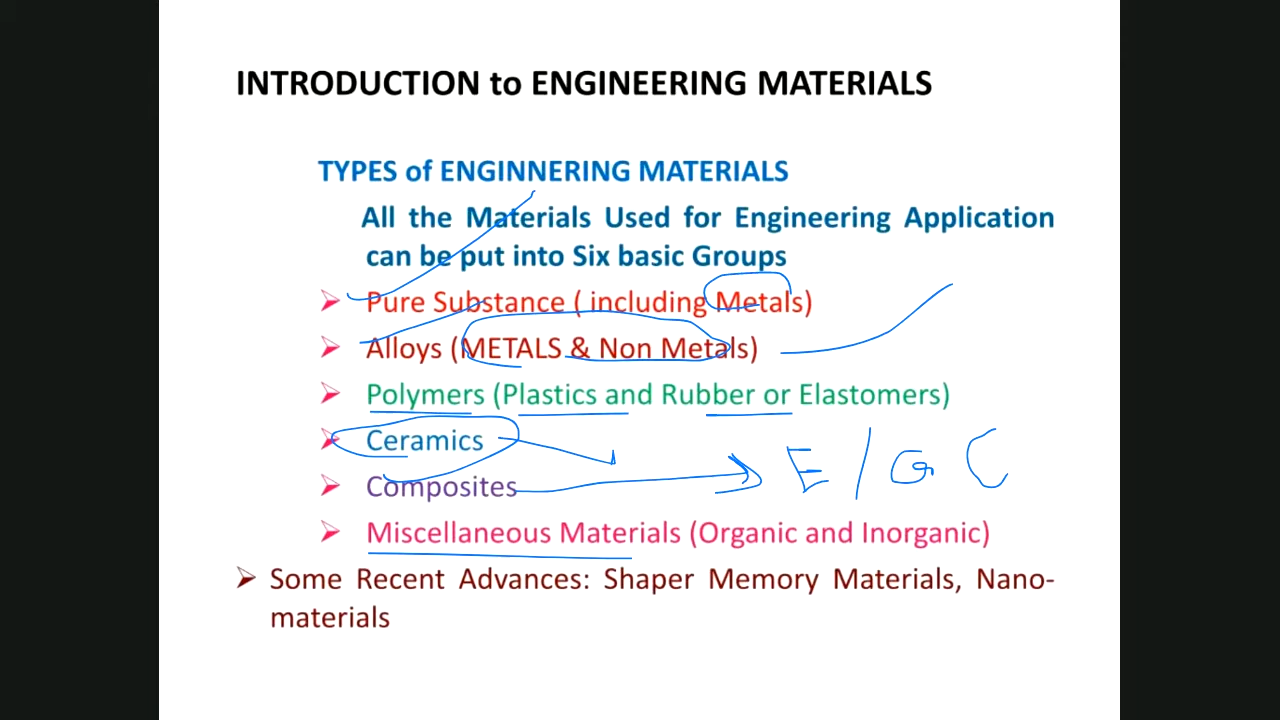 INTRODUCTION to ENGINEERING MATERIALS
TYPES of ENGINNERING MATERIALS
All the Materials Used for Engineering Application
can be put into Six basic Groups
Pure Substance ( including Metals)
Alloys (METALS & Non Metals)
Polymers (Plastics and Rubber or Elastomers)
Ceramics
Composites
E/G C
Miscellaneous Materials (Organic and Inorganic)
Some Recent Advances: Shaper Memory Materials, Nano-
materials